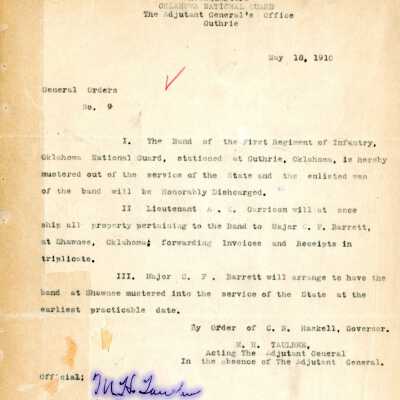 OKLAHOMA NATIONAL GUARD
The Adjutant General's Office
Guthrie
May 16, 1910
General Orders
No. 9
I. The Band of the First Regiment of Infantry,
Oklahoma National Guard, stationed at Guthrie, Oklahoma, is hereby
mustered out of the service of the State and the enlisted men
of the band will be Honorably Discharged.
II Lieutenant A. C. Garrison will at once
ship all property pertaining to the Band to Major C. F. Barrett,
at Shawnee, Oklahoma; forwarding Invoices and Receipts in
triplicate.
III. Major C. F. Barrett will arrange to have the
band at Shawnee mustered into the service of the State at the
earliest practicable date.
By Order of C. N. Haskell, Governor.
M. H. TAULBEE,
Acting The Adjutant General
In the absence of The Adjutant General.
Official;